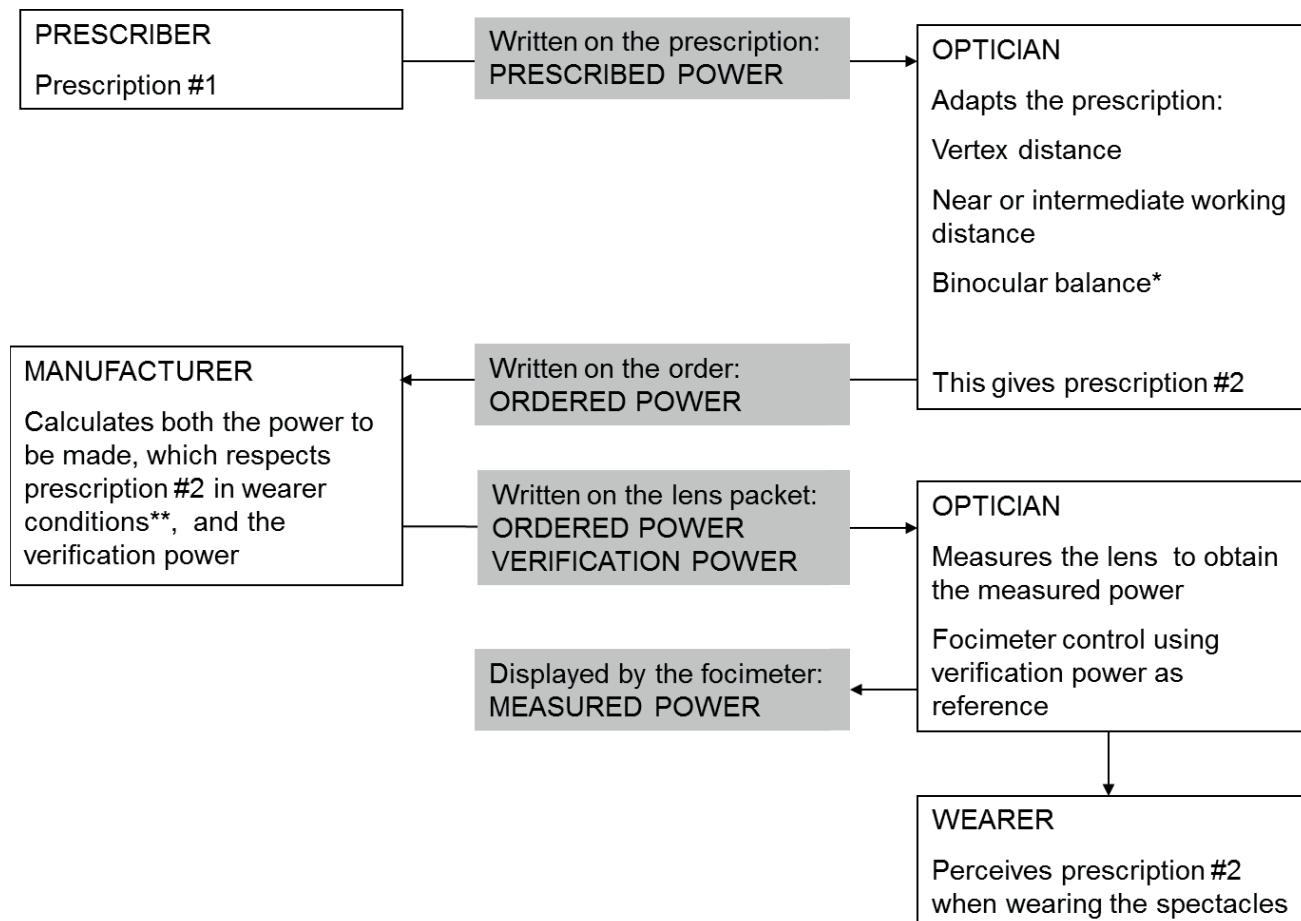 PRESCRIBER
Prescription #1
Written on the prescription:
PRESCRIBED POWER
OPTICIAN
Adapts the prescription:
Vertex distance
Near or intermediate working
distance
Binocular balance*
This gives prescription #2
Written on the order:
ORDERED POWER
MANUFACTURER
Calculates both the power to
be made, which respects
prescription #2 in wearer
conditions**, and the
verification power
Written on the lens packet:
ORDERED POWER
VERIFICATION POWER
OPTICIAN
Measures the lens to obtain
the measured power
Focimeter control using
verification power as
reference
Displayed by the focimeter:
MEASURED POWER
WEARER
Perceives prescription #2
when wearing the spectacles